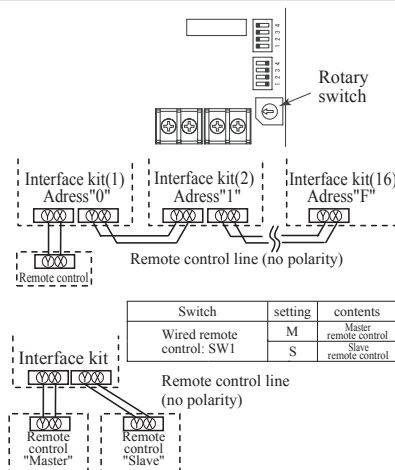 1 2 3 4
1 2 3 4
Rotary
switch
Interface kit(1)
Adress"0"
Interface kit(2)
Adress"1"
Interface kit(16)
Adress"F"
Ⓨ Ⓧ Ⓨ Ⓧ Ⓨ Ⓧ Ⓨ Ⓧ Ⓨ Ⓧ
Remote control line (no polarity)
Ⓨ Ⓧ
Remote control
Switch setting contents
Wired remote
control: SW1
M Master
remote control
S Slave
remote control
Interface kit
Ⓨ Ⓧ Ⓨ Ⓧ
Remote control line
(no polarity)
Ⓨ Ⓧ Ⓨ Ⓧ
Remote
control
"Master"
Remote
control
"Slave"